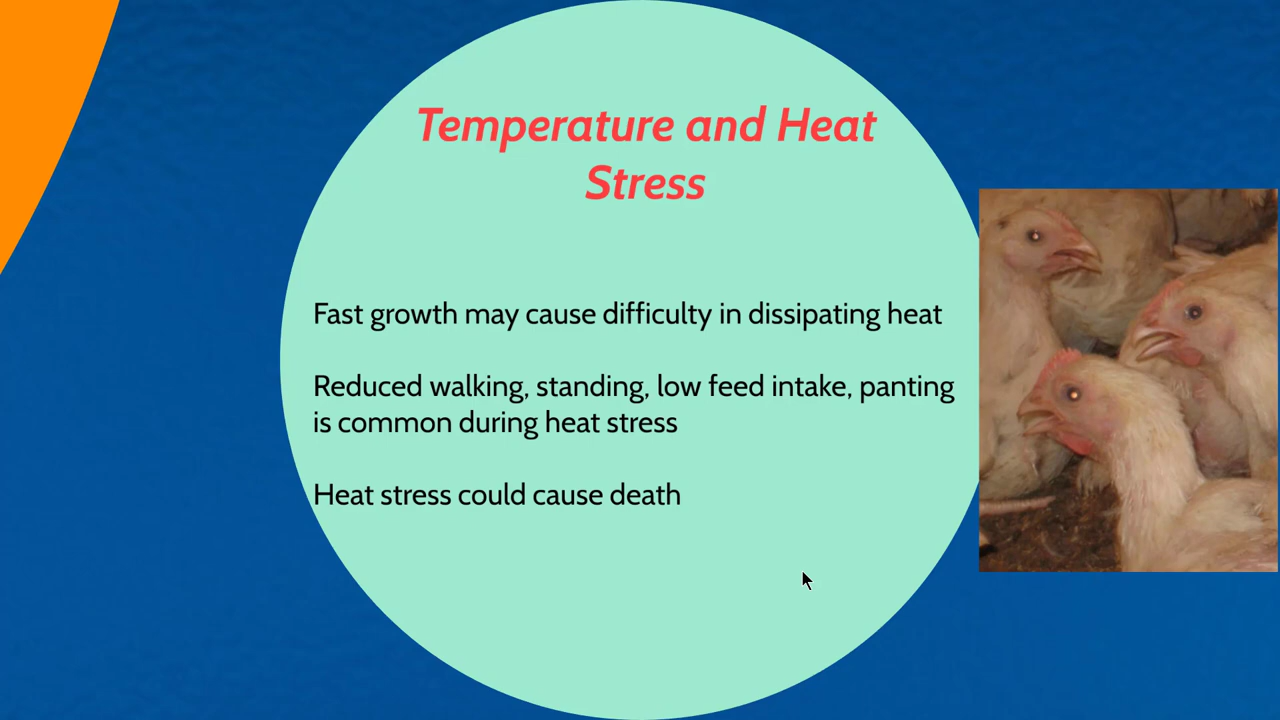 Temperature and Heat
Stress
Fast growth may cause difficulty in dissipating heat
Reduced walking, standing, low feed intake, panting
is common during heat stress
Heat stress could cause death